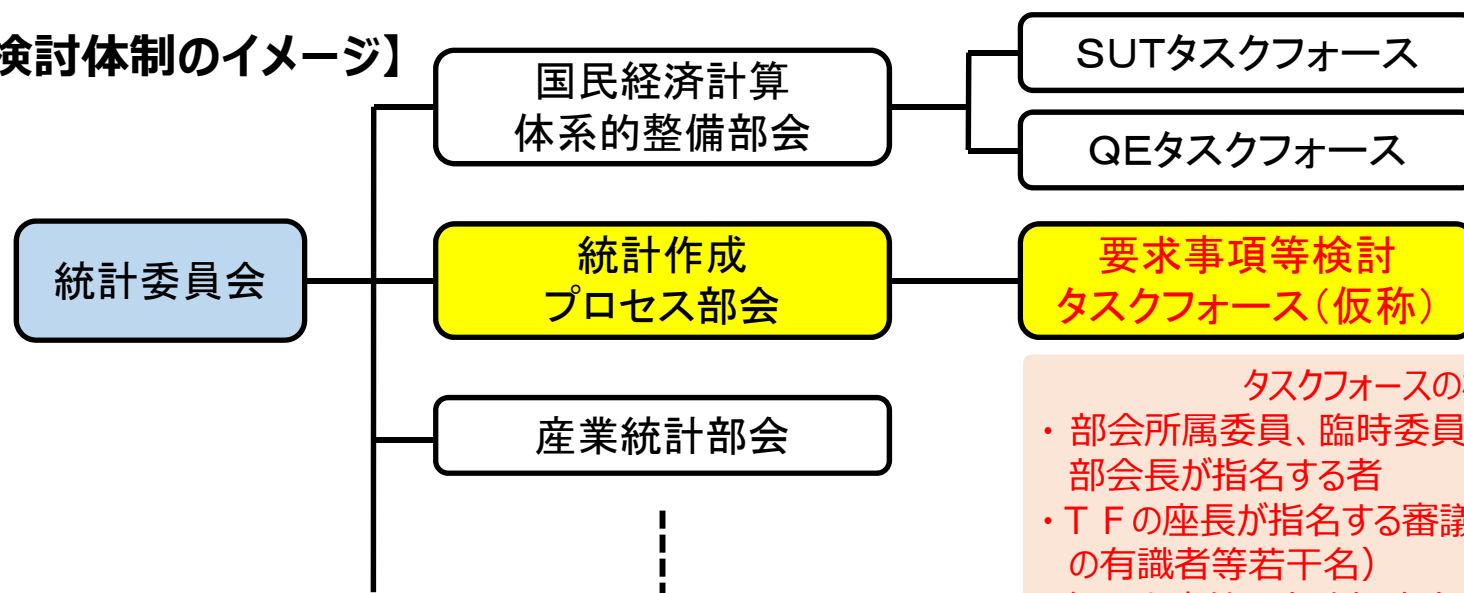 検討体制のイメージ】
国民経済計算
体系的整備部会
SUTタスクフォース
QEタスクフォース
統計委員会
統計作成
プロセス部会
要求事項等検討
タスクフォース（仮称）
産業統計部会
タスクフォースの
・部会所属委員、臨時委員
部会長が指名する者
・ＴＦの座長が指名する審議
の有識者等若干名）